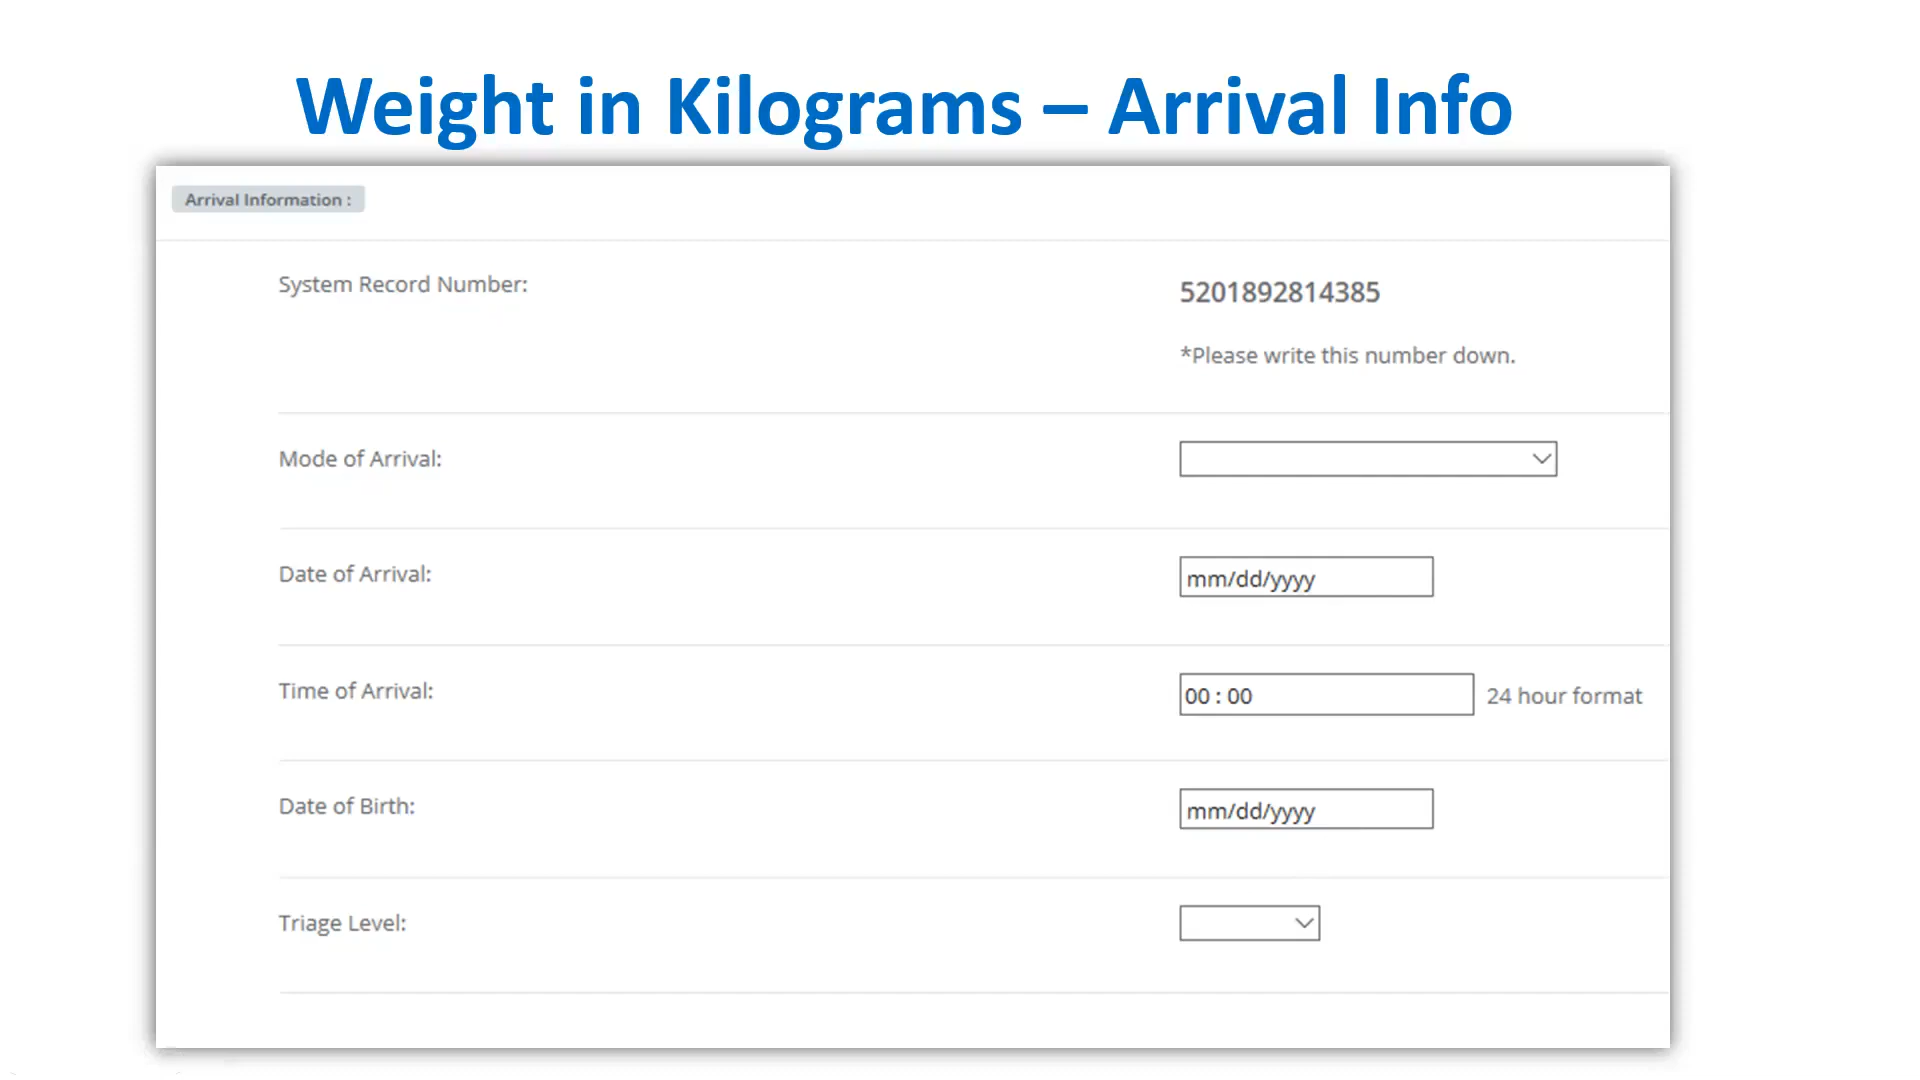 Weight in Kilograms – Arrival Info
Arrival Information :
System Record Number:
5201892814385
*Please write this number down.
Mode of Arrival:
Date of Arrival:
mm/dd/yyyy
Time of Arrival:
00 : 00
24 hour format
Date of Birth:
mm/dd/yyyy
Triage Level: